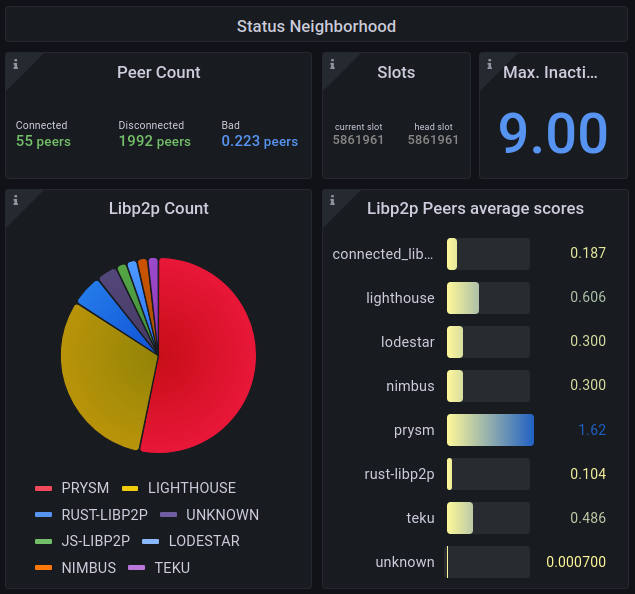 Status Neighborhood
Peer Count
Connected Disconnected Bad
55 peers 1992 peers 0.223 peers
Slots
current slot head slot
5861961 5861961
Max. Inacti...
9.00
Libp2p Count
PRYSM LIGHTHOUSE
RUST-LIBP2P UNKNOWN
JS-LIBP2P LODESTAR
NIMBUS TEKU
Libp2p Peers average scores
connected_lib... 0.187
lighthouse 0.606
lodestar 0.300
nimbus 0.300
prysm 1.62
rust-libp2p 0.104
teku 0.486
unknown 0.000700